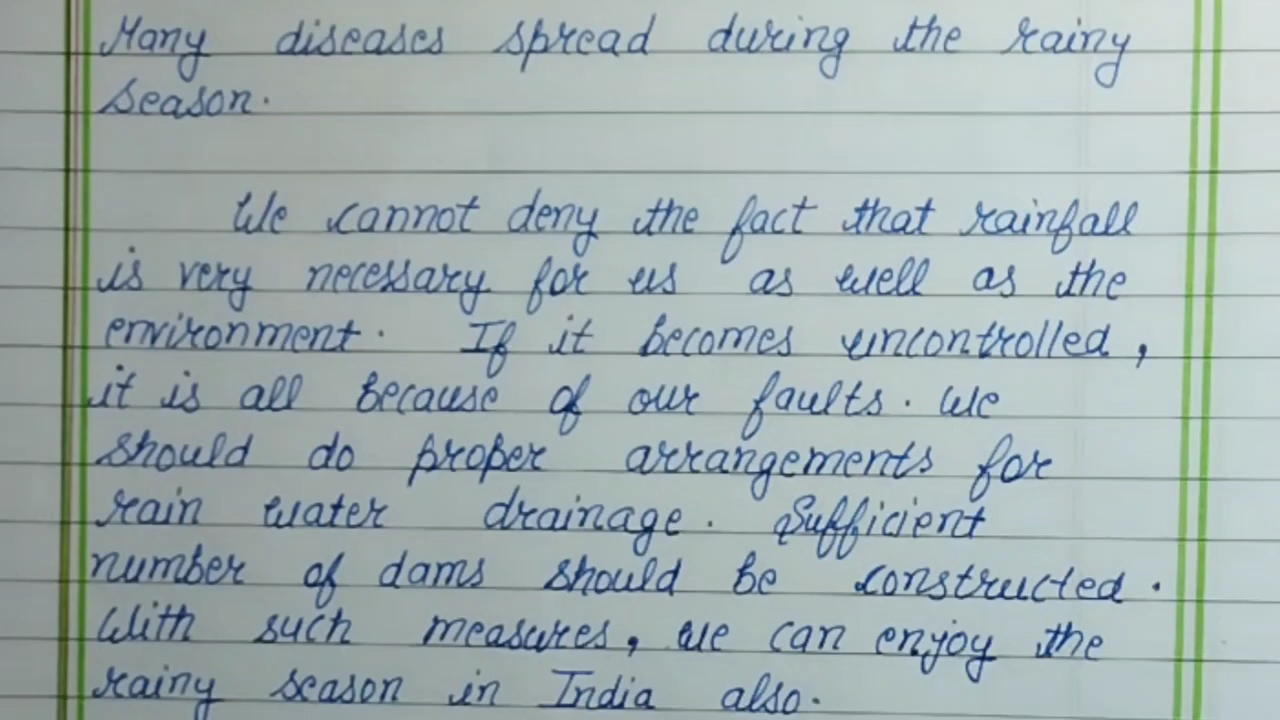 Many diseases spread during the rainy
season.
We cannot deny the fact that rainfall
is very necessary for us as well as the
environment. If it becomes uncontrolled,
it is all because of our faults. We
should do proper arrangements for
rain water drainage. Sufficient
number of dams should be constructed.
With such measures, we can enjoy the
rainy season in India also.